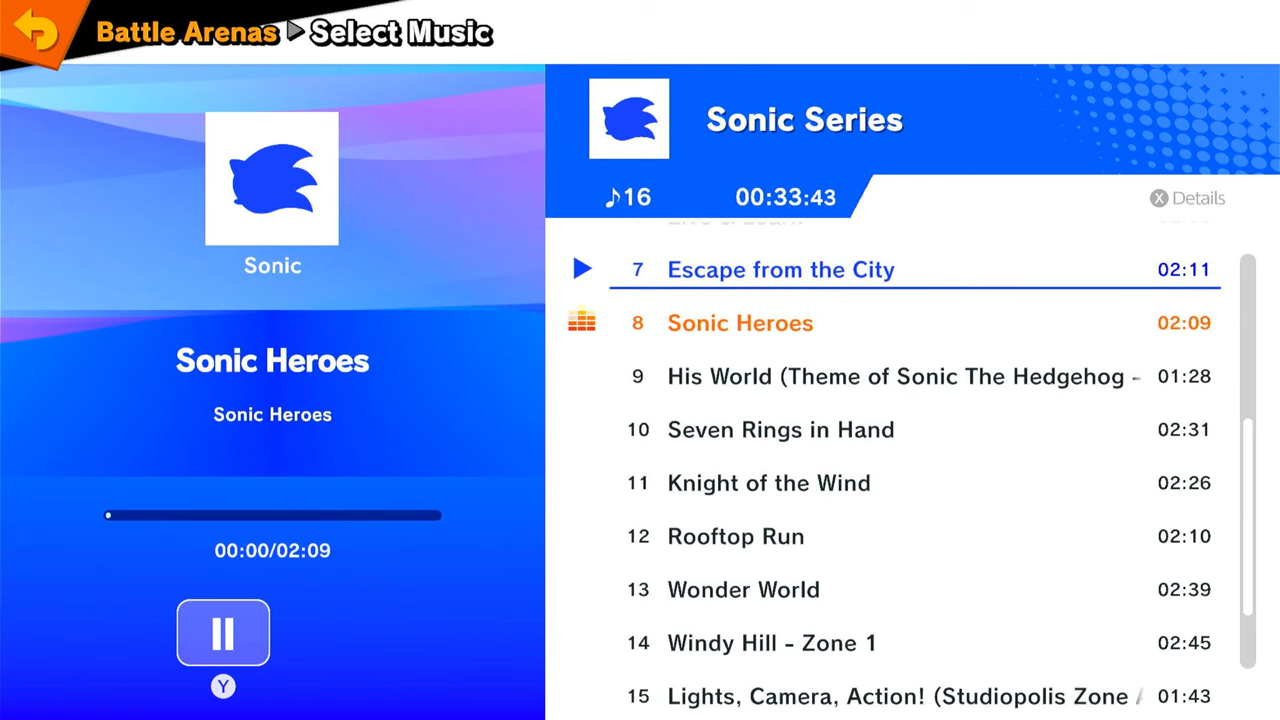 Battle Arenas ▶ Select Music
Sonic
Sonic Heroes
Sonic Heroes
00:00/02:09
Y
Sonic Series
♪16 00:33:43
X Details
7 Escape from the City 02:11
8 Sonic Heroes 02:09
9 His World (Theme of Sonic The Hedgehog - 01:28
10 Seven Rings in Hand 02:31
11 Knight of the Wind 02:26
12 Rooftop Run 02:10
13 Wonder World 02:39
14 Windy Hill - Zone 1 02:45
15 Lights, Camera, Action! (Studiopolis Zone 01:43